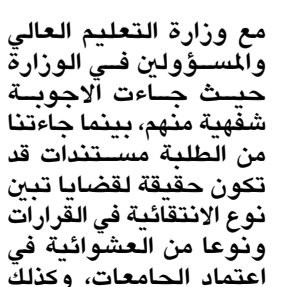 مع وزارة التعليم العالي
والمسؤولين في الوزارة
حيث جاءت الاجوبة
شفهية منهم، بينما جاءتنا
من الطلبة مستندات قد
تكون حقيقة لقضايا تبين
نوع الانتقائية في القرارات
ونوعا من العشوائية في
اعتماد الجامعات، وكذلك